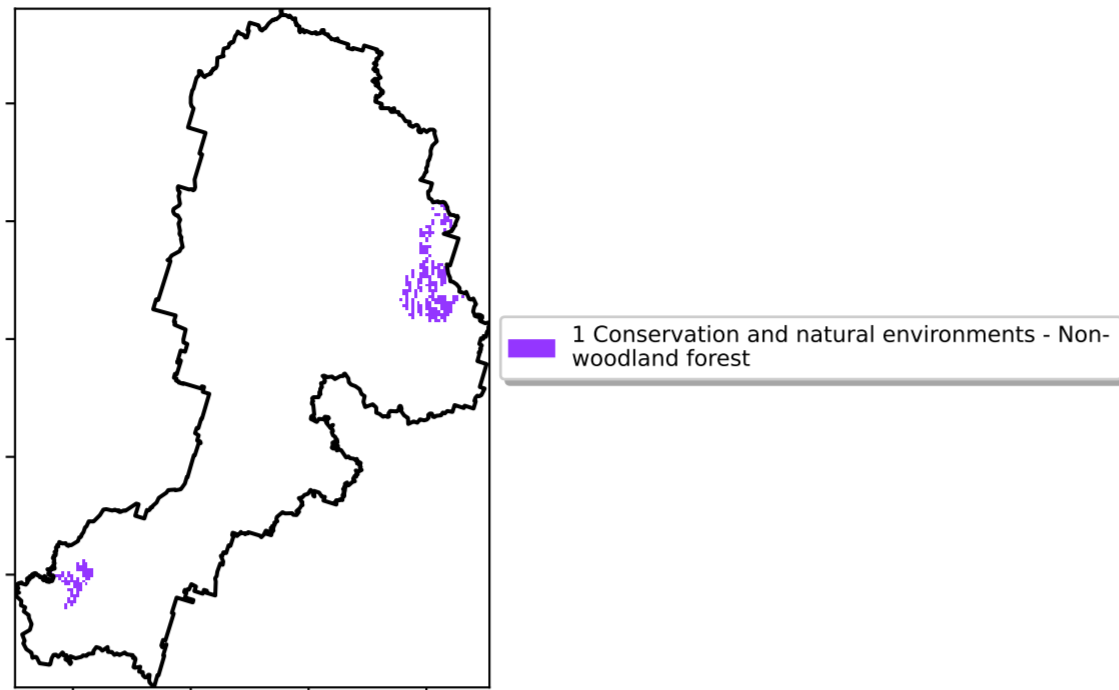 1 Conservation and natural environments - Non-
woodland forest